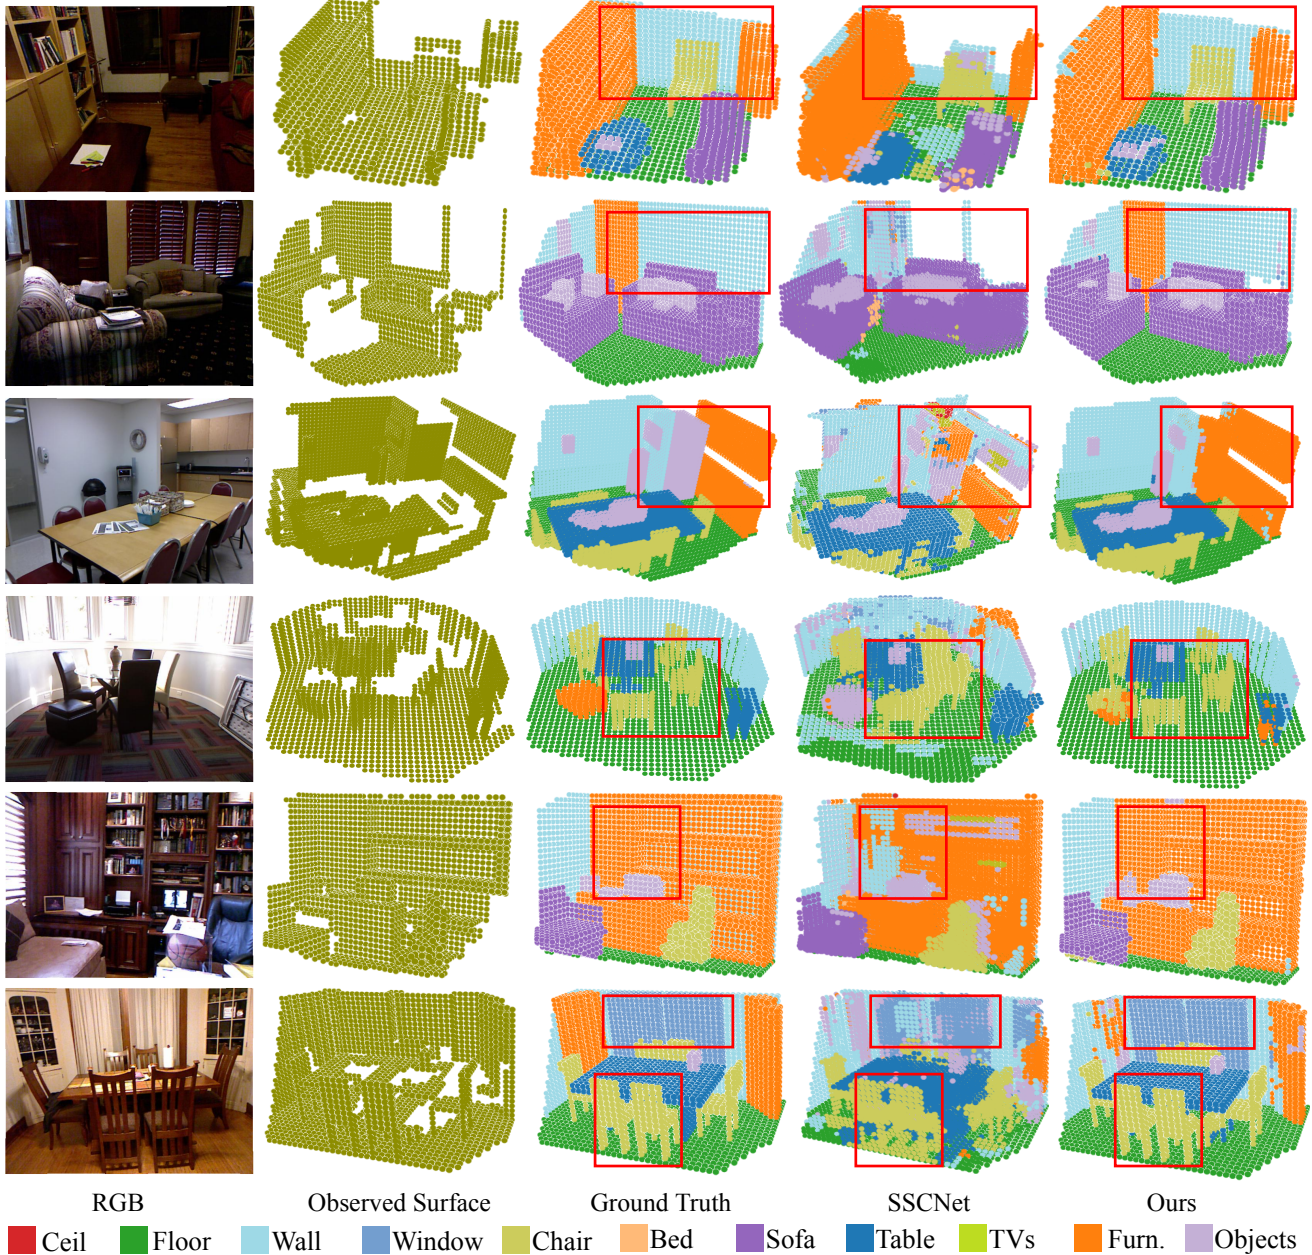 RGB Observed Surface Ground Truth SSCNet Ours
Ceil Floor Wall Window Chair Bed Sofa Table TVs Furn. Objects